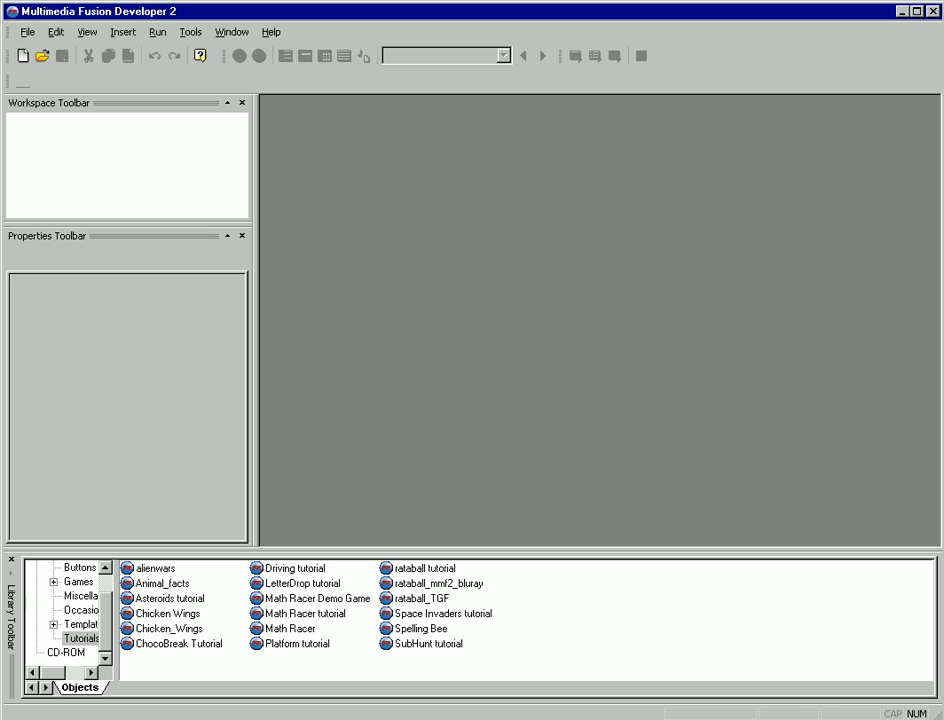 Multimedia Fusion Developer 2
File Edit View Insert Run Tools Window Help
Workspace Toolbar
Properties Toolbar
Library Toolbar
Buttons
Games
Miscella
Occasio
Templat
Tutorials
CD-ROM
Objects
alienwars
Animal_facts
Asteroids tutorial
Chicken Wings
Chicken_Wings
ChocoBreak Tutorial
Driving tutorial
LetterDrop tutorial
Math Racer Demo Game
Math Racer tutorial
Math Racer
Platform tutorial
rataball tutorial
rataball_mmf2_bluray
rataball_TGF
Space Invaders tutorial
Spelling Bee
SubHunt tutorial
CAP NUM